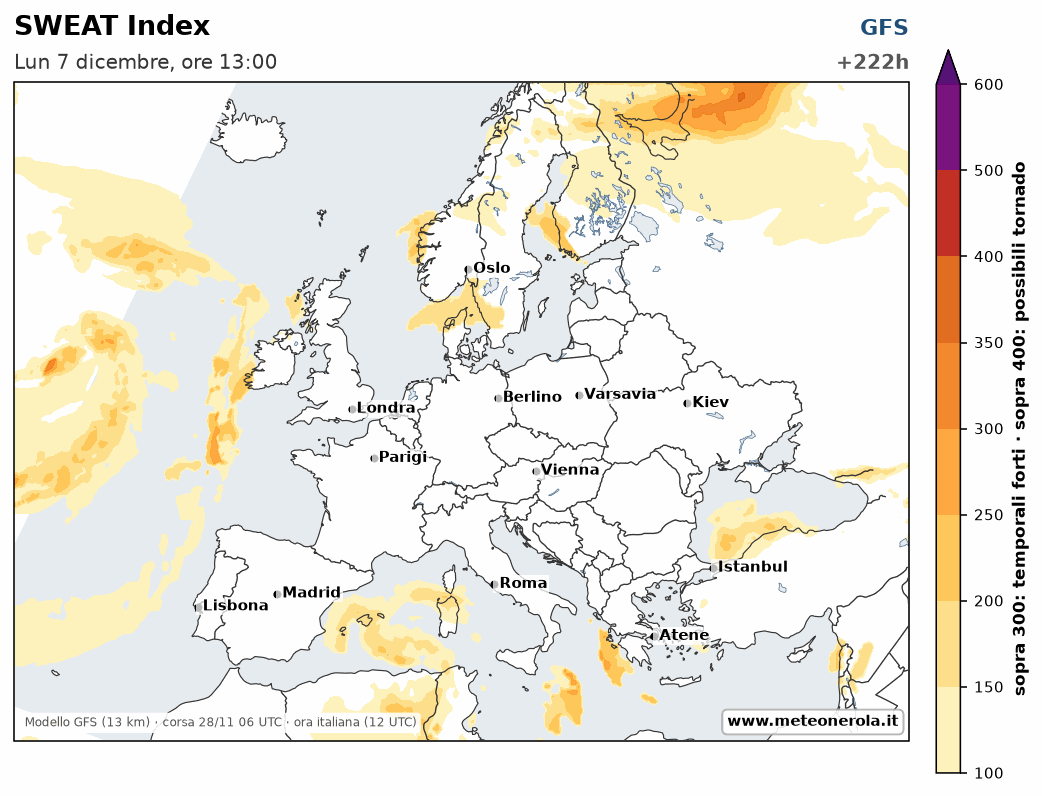 SWEAT Index
GFS
Lun 7 dicembre, ore 13:00
+222h
600
500
400
350
300
250
200
150
100
sopra 300: temporali forti · sopra 400: possibili tornado
Oslo
Berlino
Varsavia
Kiev
Londra
Parigi
Vienna
Istanbul
Roma
Madrid
Lisbona
Atene
Modello GFS (13 km) · corsa 28/11 06 UTC · ora italiana (12 UTC)
www.meteonerola.it